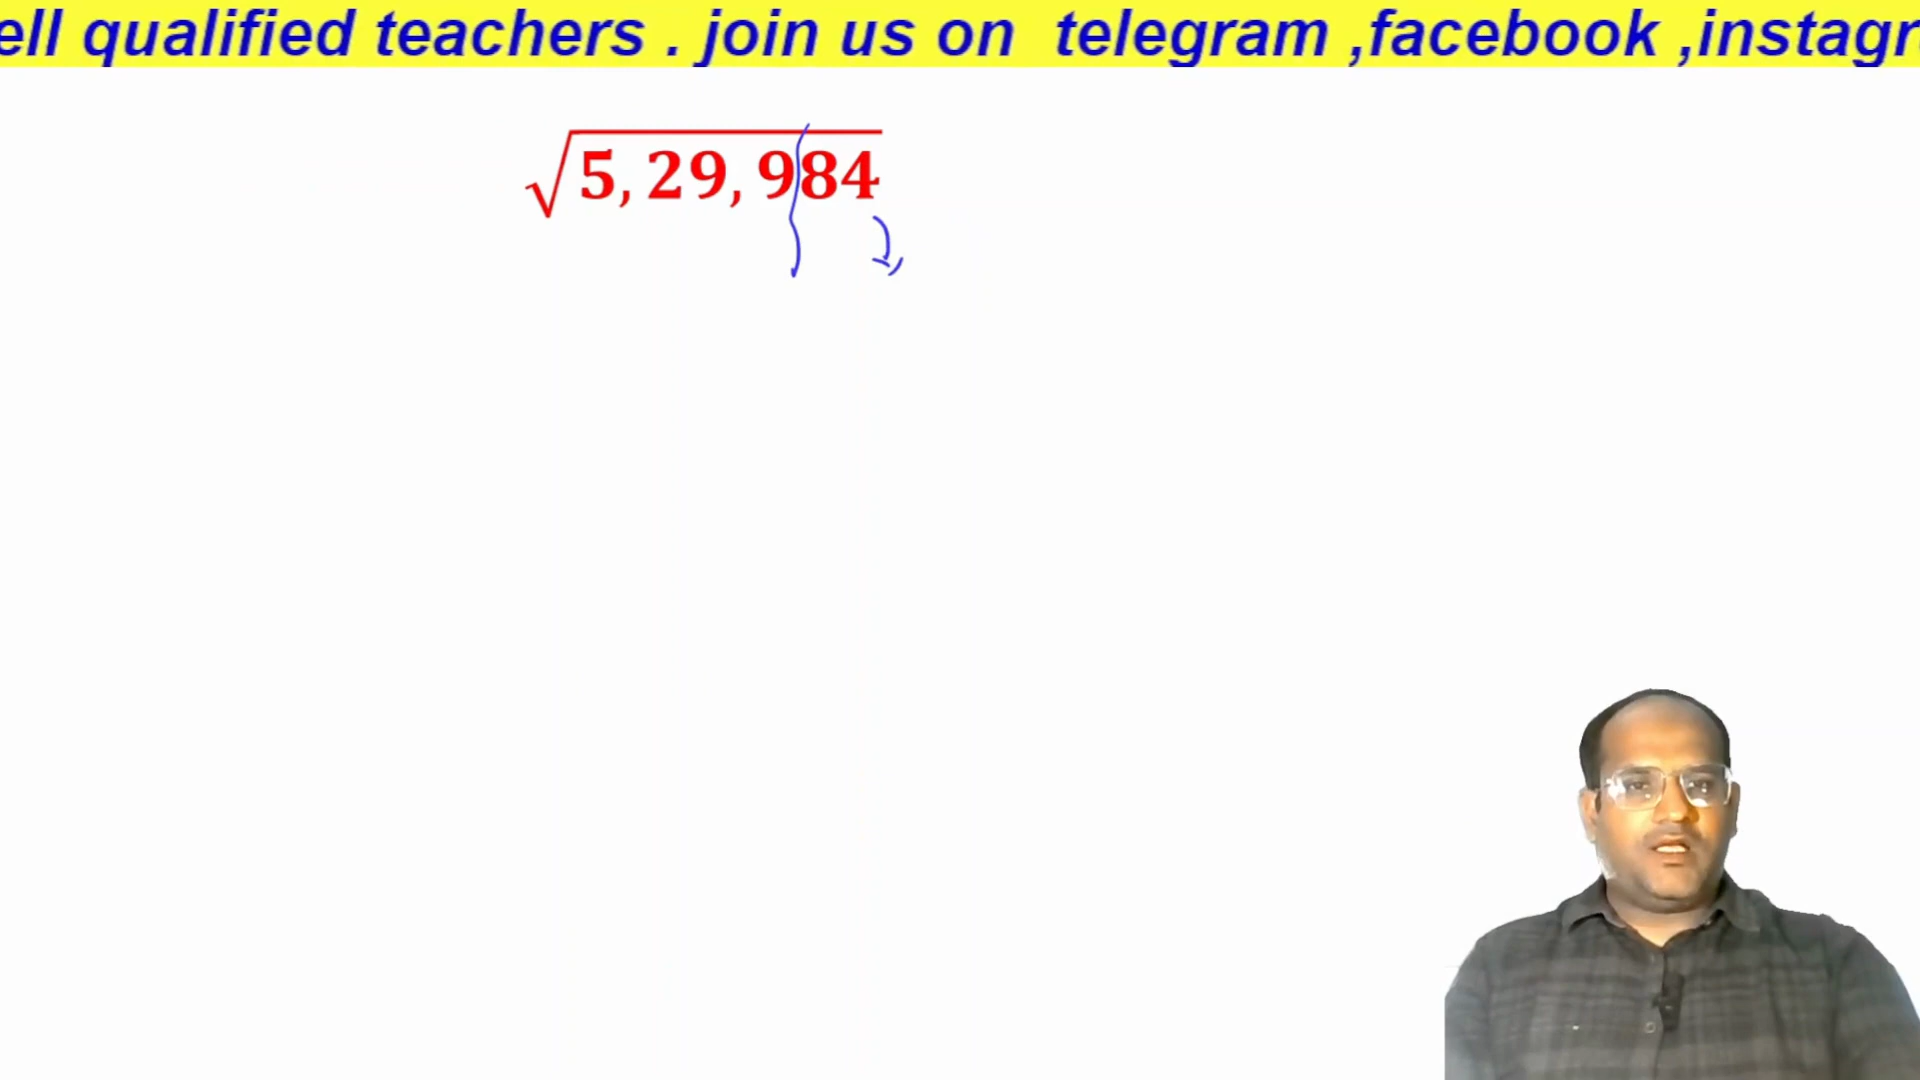 ell qualified teachers . join us on telegram ,facebook ,instagr
√5,29,984